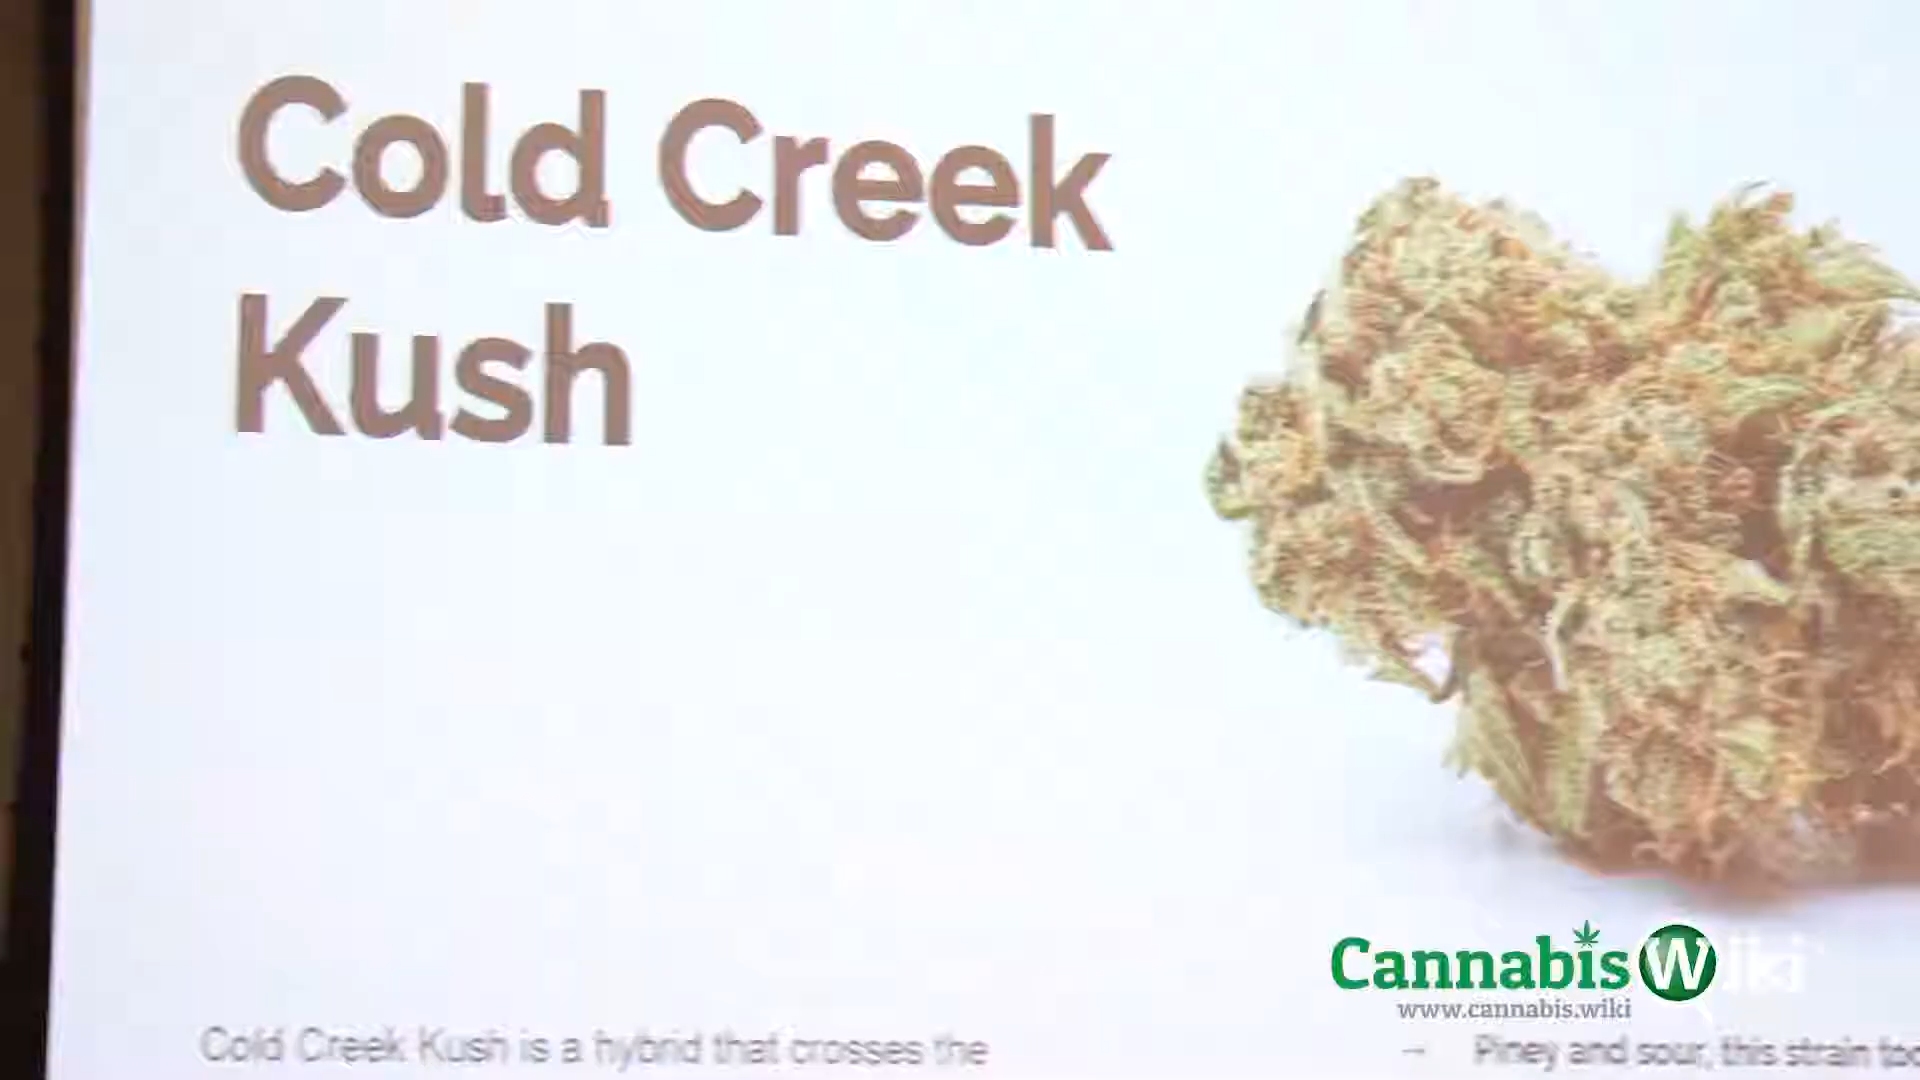 Cold Creek
Kush
Cannabis Wiki
www.cannabis.wiki
Cold Creek Kush is a hybrid that crosses the
– Piney and sour, this strain